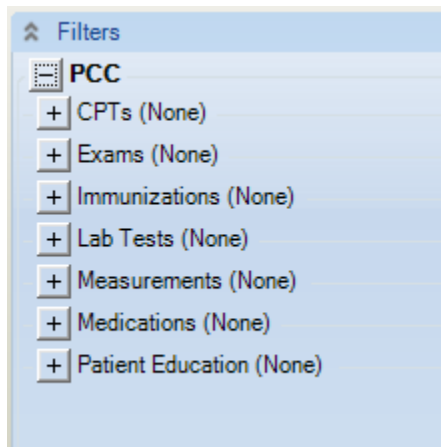 Filters
PCC
CPTs (None)
Exams (None)
Immunizations (None)
Lab Tests (None)
Measurements (None)
Medications (None)
Patient Education (None)